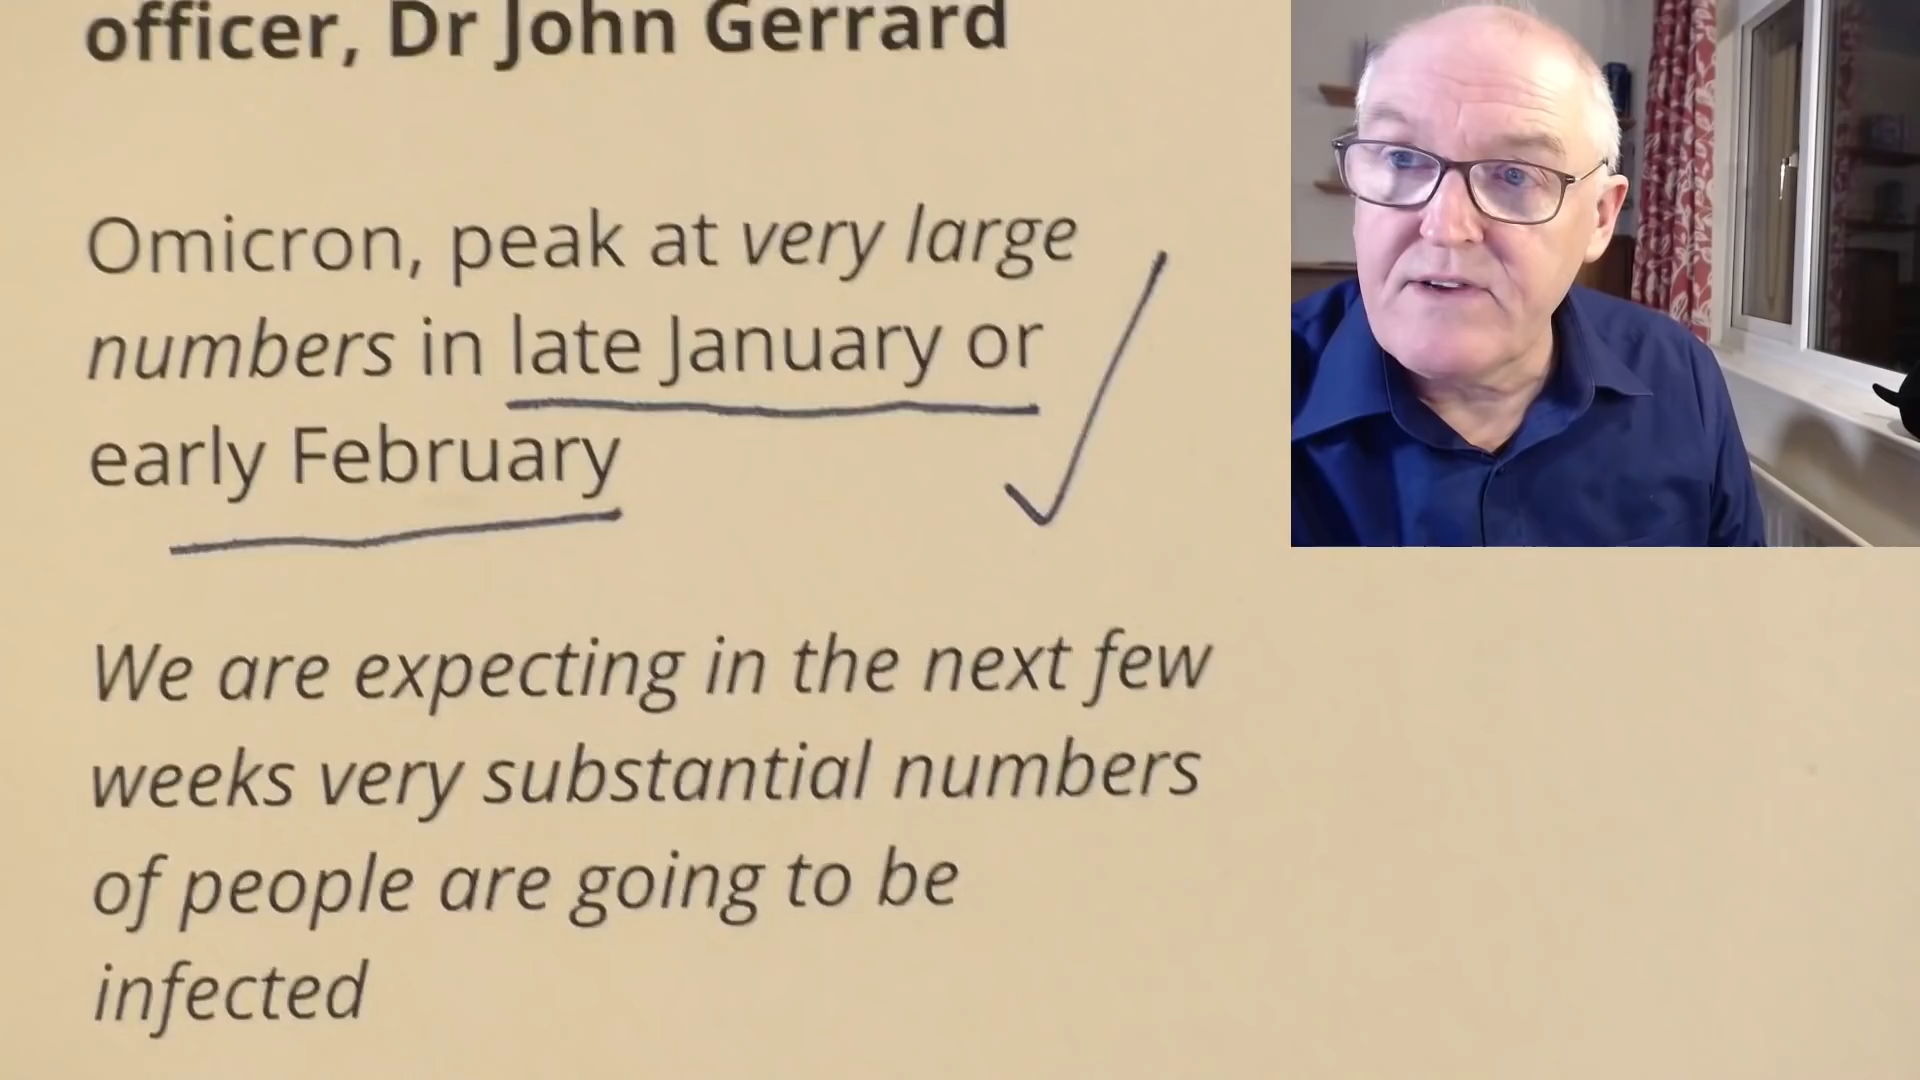 officer, Dr John Gerrard
Omicron, peak at very large
numbers in late January or
early February
We are expecting in the next few
weeks very substantial numbers
of people are going to be
infected